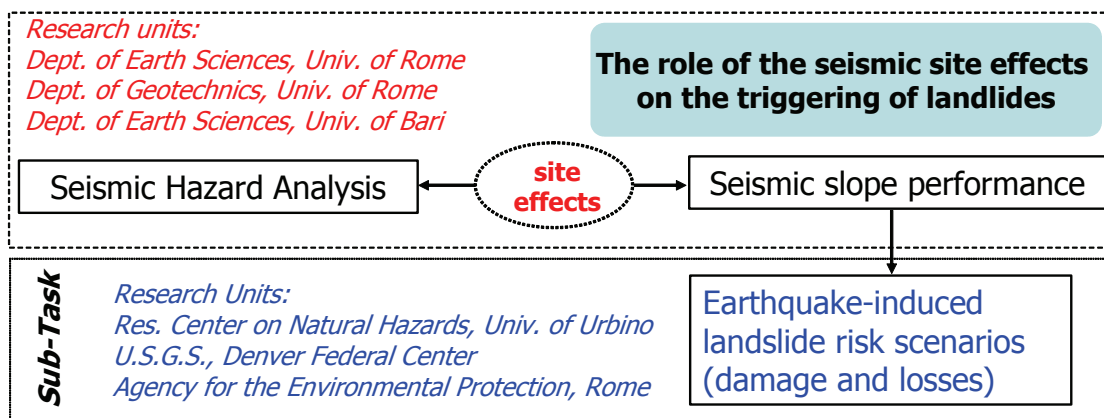 Research units:
Dept. of Earth Sciences, Univ. of Rome
Dept. of Geotechnics, Univ. of Rome
Dept. of Earth Sciences, Univ. of Bari
The role of the seismic site effects
on the triggering of landlides
Seismic Hazard Analysis
site
effects
Seismic slope performance
Sub-Task
Research Units:
Res. Center on Natural Hazards, Univ. of Urbino
U.S.G.S., Denver Federal Center
Agency for the Environmental Protection, Rome
Earthquake-induced
landslide risk scenarios
(damage and losses)